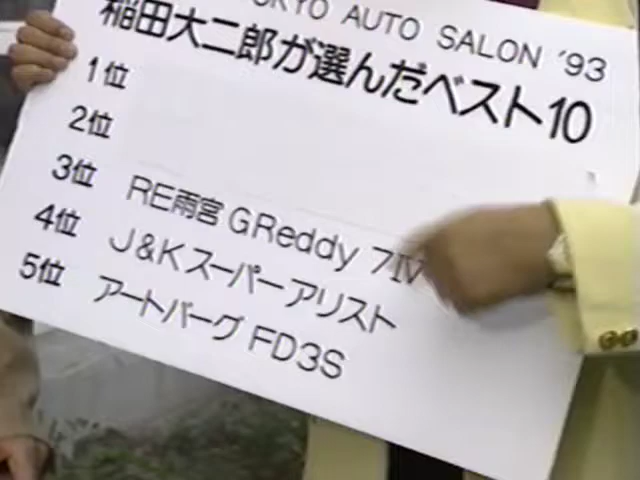 TOKYO AUTO SALON '93
稲田大二郎が選んだベスト10
1位
2位
3位 RE雨宮 GReddy 7Ⅳ
4位 J&Kスーパーアリスト
5位 アートバーグ FD3S